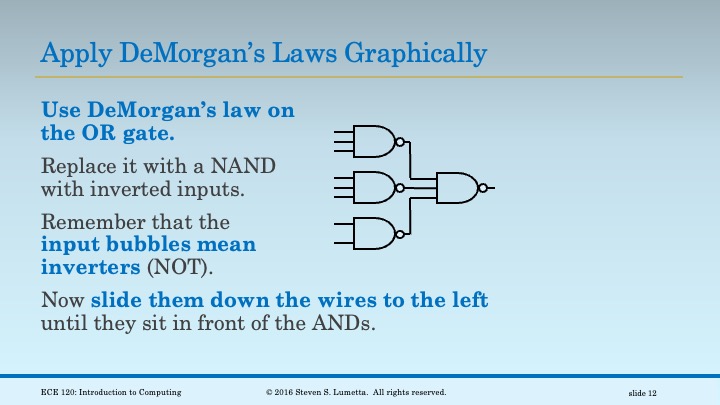 Apply DeMorgan’s Laws Graphically
Use DeMorgan’s law on
the OR gate.
Replace it with a NAND
with inverted inputs.
Remember that the
input bubbles mean
inverters (NOT).
Now slide them down the wires to the left
until they sit in front of the ANDs.
ECE 120: Introduction to Computing
© 2016 Steven S. Lumetta.  All rights reserved.
slide 12